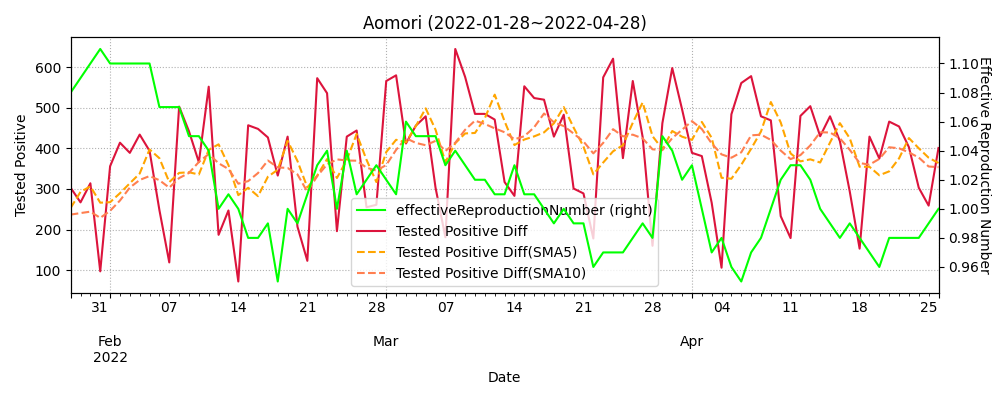 Aomori (2022-01-28~2022-04-28)
Tested Positive
600
500
400
300
200
100
1.10
1.08
1.06
1.04
1.02
1.00
0.98
0.96
Effective Reproduction Number
effectiveReproductionNumber (right)
Tested Positive Diff
Tested Positive Diff(SMA5)
Tested Positive Diff(SMA10)
31 07 14 21 28 07 14 21 28 04 11 18 25
Feb Mar Apr
2022
Date